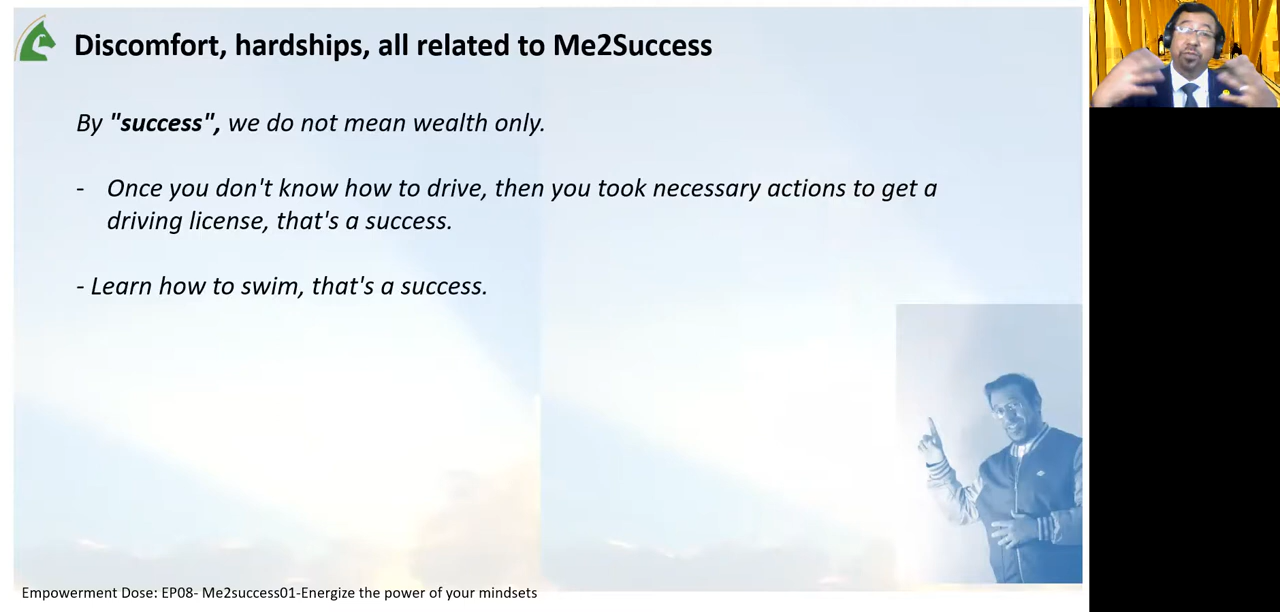 Discomfort, hardships, all related to Me2Success
By "success", we do not mean wealth only.
- Once you don't know how to drive, then you took necessary actions to get a
driving license, that's a success.
- Learn how to swim, that's a success.
Empowerment Dose: EP08- Me2success01-Energize the power of your mindsets